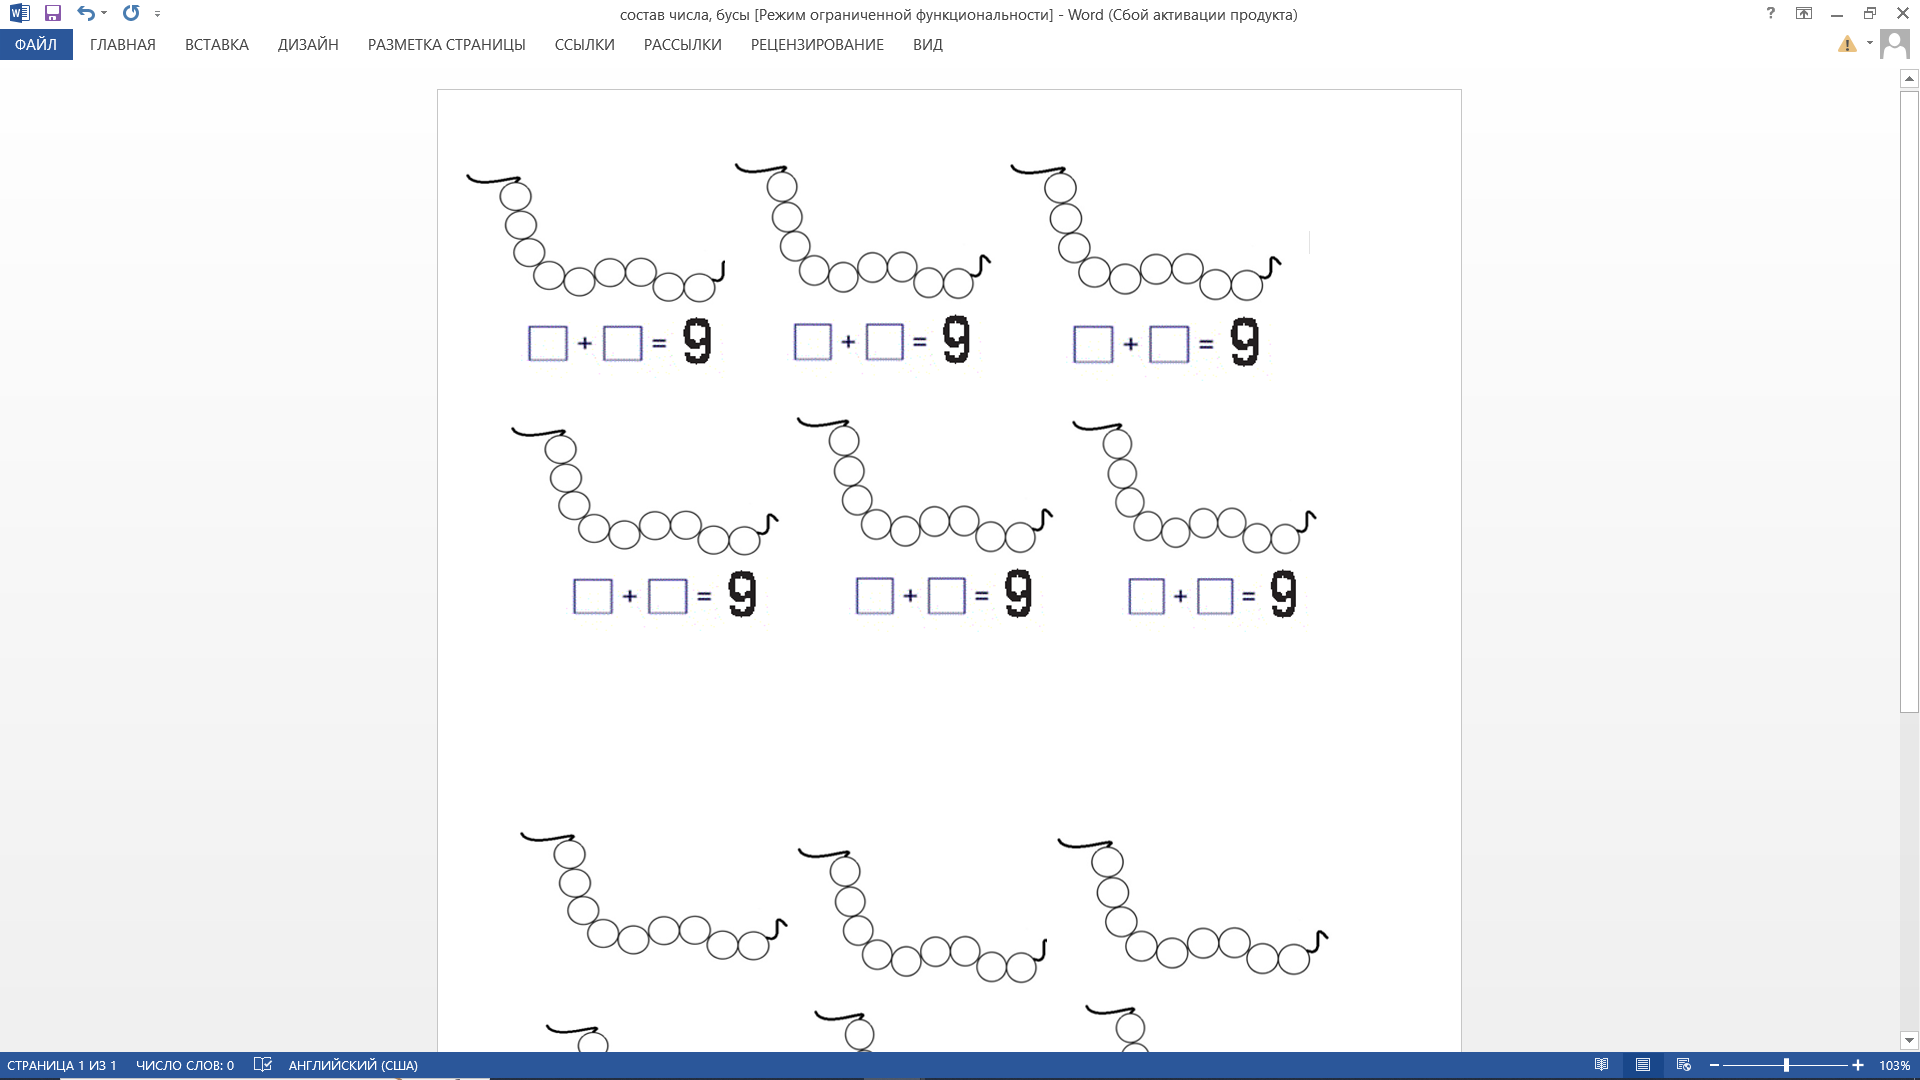 состав числа, бусы [Режим ограниченной функциональности] - Word (Сбой активации продукта)
ФАЙЛ ГЛАВНАЯ ВСТАВКА ДИЗАЙН РАЗМЕТКА СТРАНИЦЫ ССЫЛКИ РАССЫЛКИ РЕЦЕНЗИРОВАНИЕ ВИД
+ = 9 + = 9 + = 9
+ = 9 + = 9 + = 9
СТРАНИЦА 1 ИЗ 1 ЧИСЛО СЛОВ: 0 АНГЛИЙСКИЙ (США) 103%